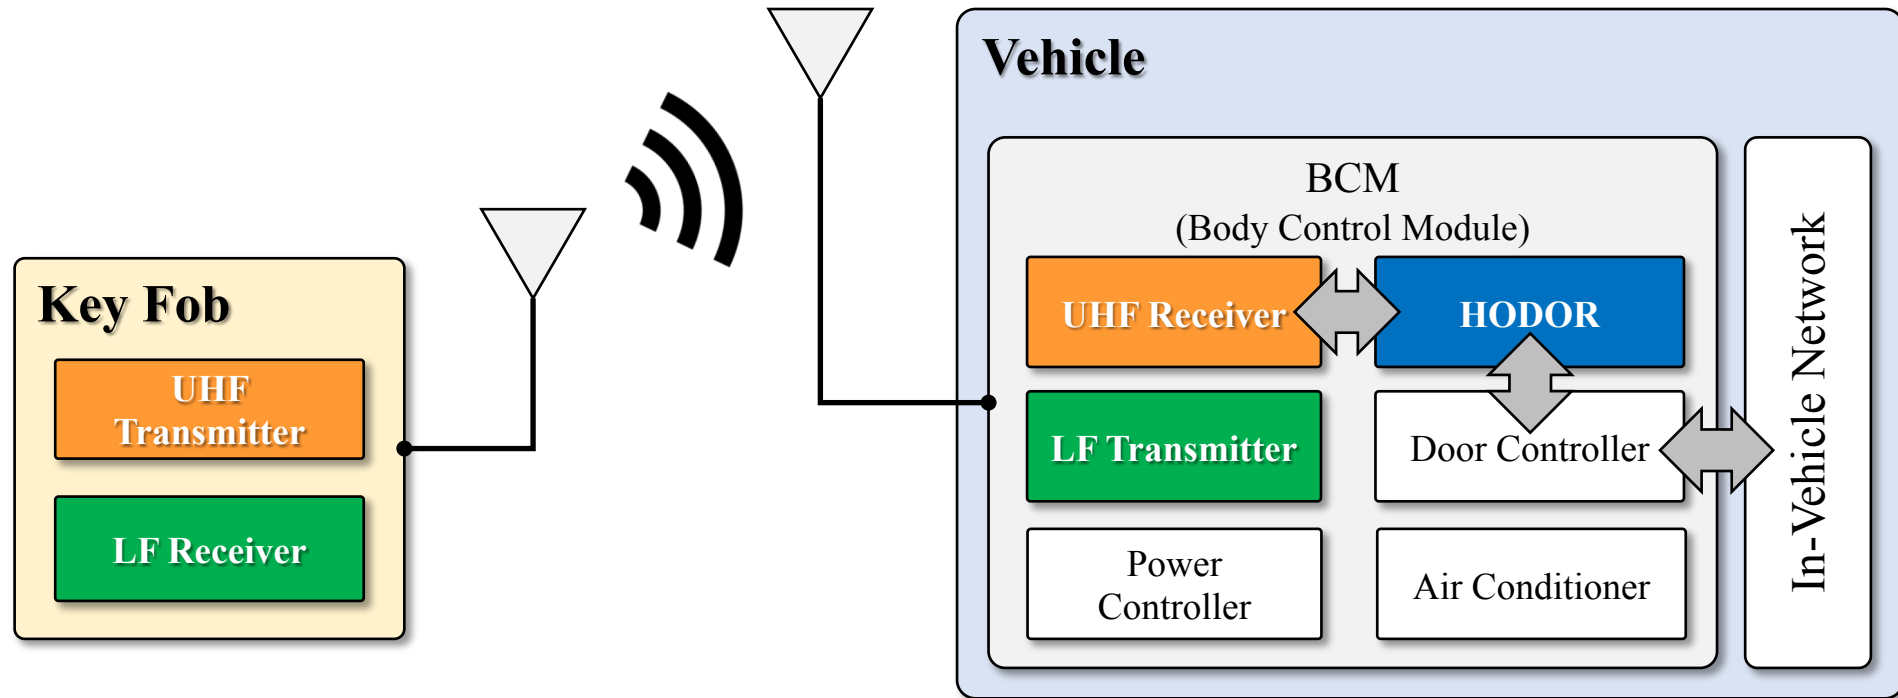 Key Fob
UHF
Transmitter
LF Receiver
Vehicle
BCM
(Body Control Module)
UHF Receiver
HODOR
LF Transmitter
Door Controller
Power
Controller
Air Conditioner
In-Vehicle Network